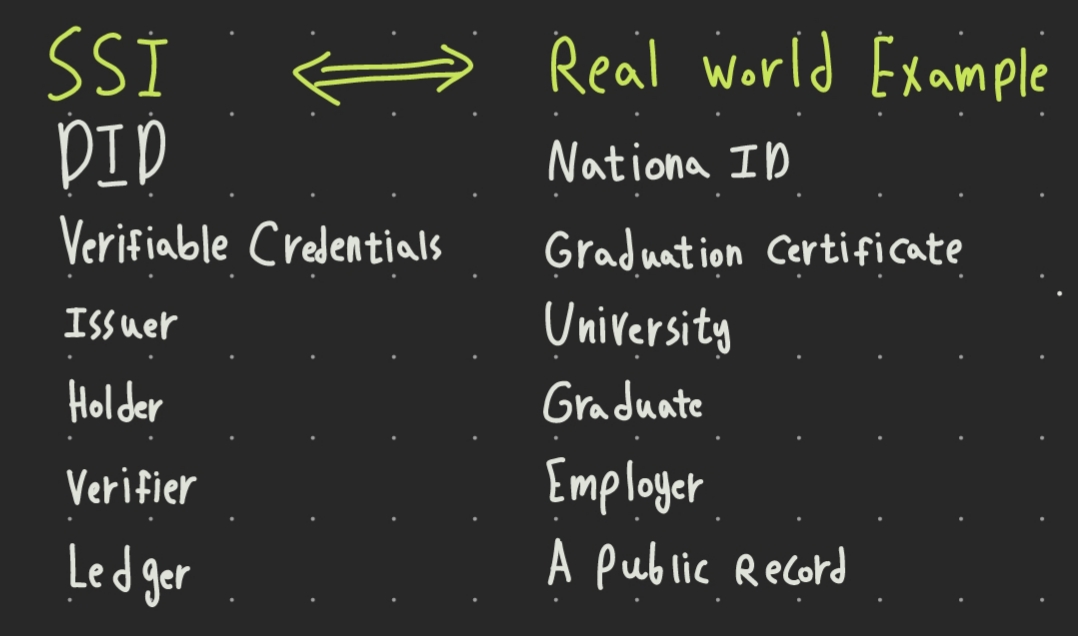 SSI ⟺ Real world Example
DID Nationa ID
Verifiable Credentials Graduation certificate
Issuer University
Holder Graduate
Verifier Employer
Ledger A Public Record